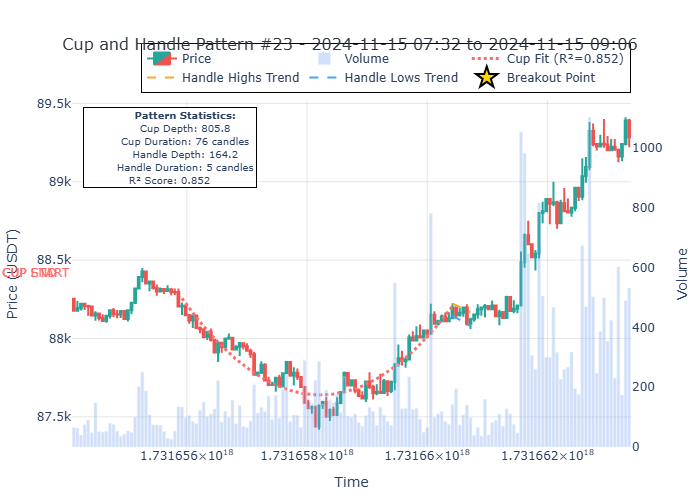 Cup and Handle Pattern #23 - 2024-11-15 07:32 to 2024-11-15 09:06
Price
Volume
Cup Fit (R²=0.852)
Handle Highs Trend
Handle Lows Trend
Breakout Point
Pattern Statistics:
Cup Depth: 805.8
Cup Duration: 76 candles
Handle Depth: 164.2
Handle Duration: 5 candles
R² Score: 0.852
89.5k
89k
88.5k
88k
87.5k
Price (USDT)
CUP START
1000
800
600
400
200
0
Volume
1.731656×10¹⁸
1.731658×10¹⁸
1.73166×10¹⁸
1.731662×10¹⁸
Time